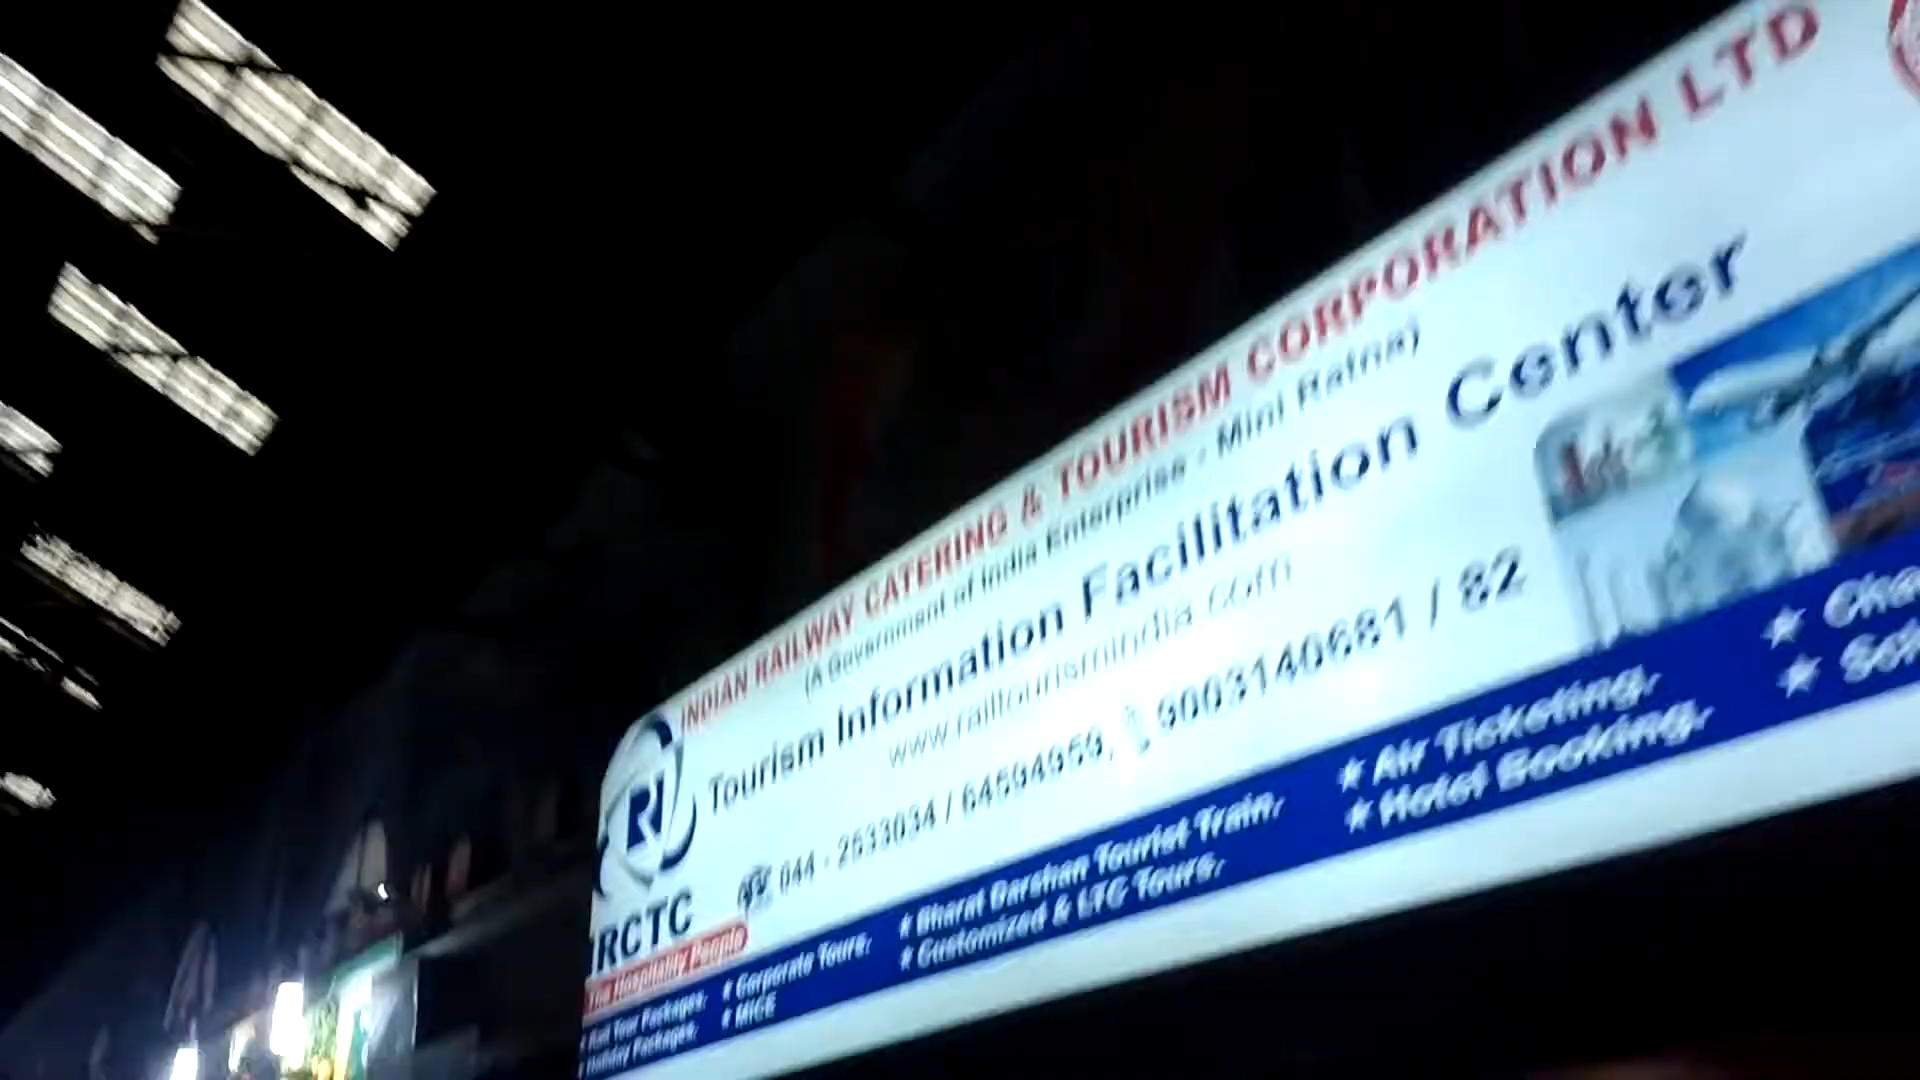 INDIAN RAILWAY CATERING & TOURISM CORPORATION LTD
(A Government of India Enterprise - Mini Ratna)
Tourism Information Facilitation Center
www.railtourismindia.com
044 - 2533034 / 64594959, 9003140681 / 82
IRCTC
The Hospitality People
* Rail Tour Packages. * Corporate Tours. * Bharat Darshan Tourist Train. * Air Ticketing.
* Holiday Packages. * MICE * Customized & LTC Tours. * Hotel Booking.